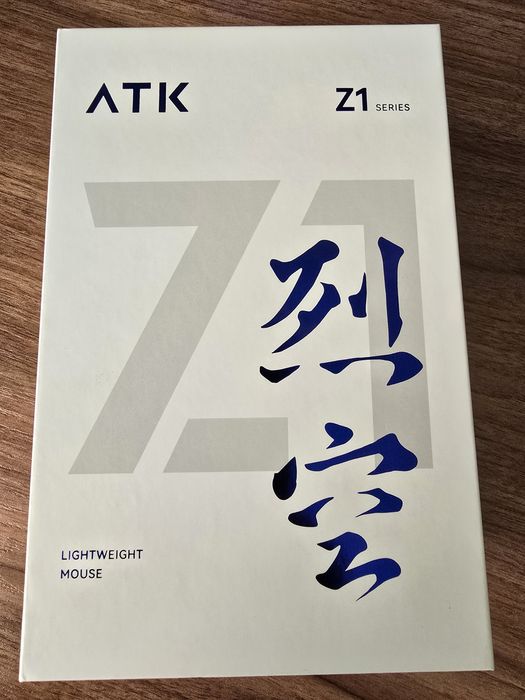 ATK
Z1 SERIES
Z1
烈
空
LIGHTWEIGHT
MOUSE